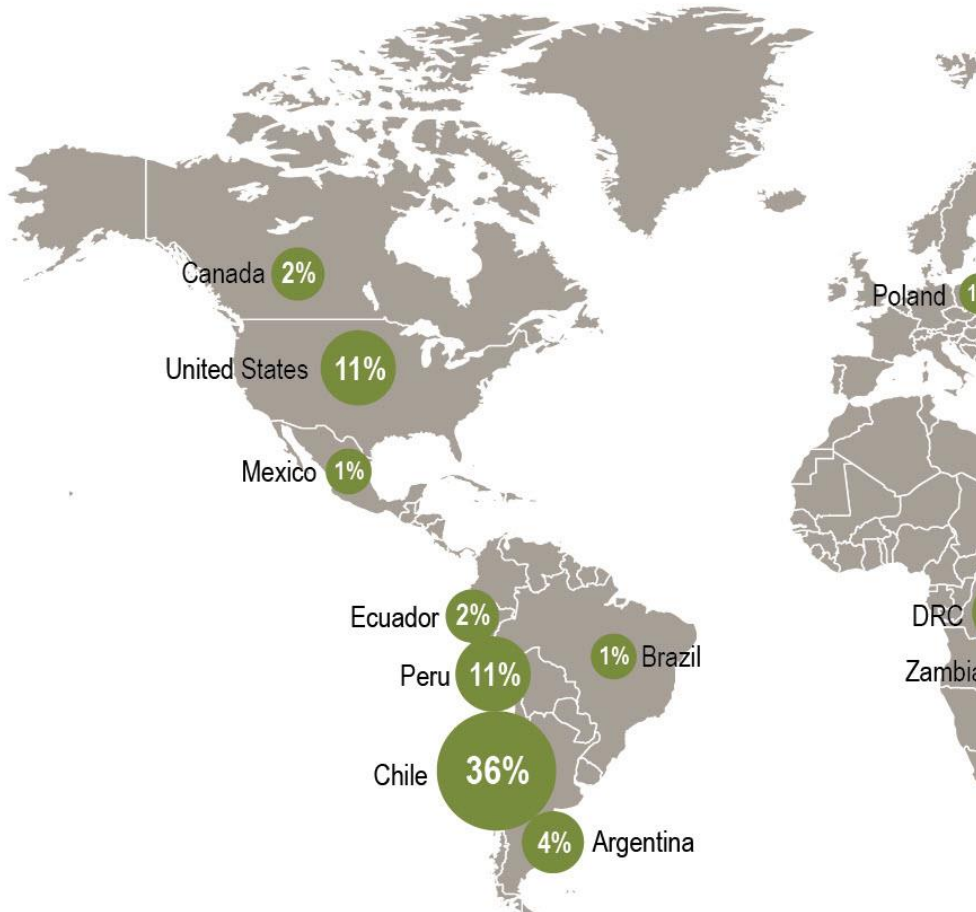 Canada 2%
Poland 1
United States 11%
Mexico 1%
Ecuador 2%
DRC
Peru 11%
1% Brazil
Zambia
Chile 36%
4% Argentina